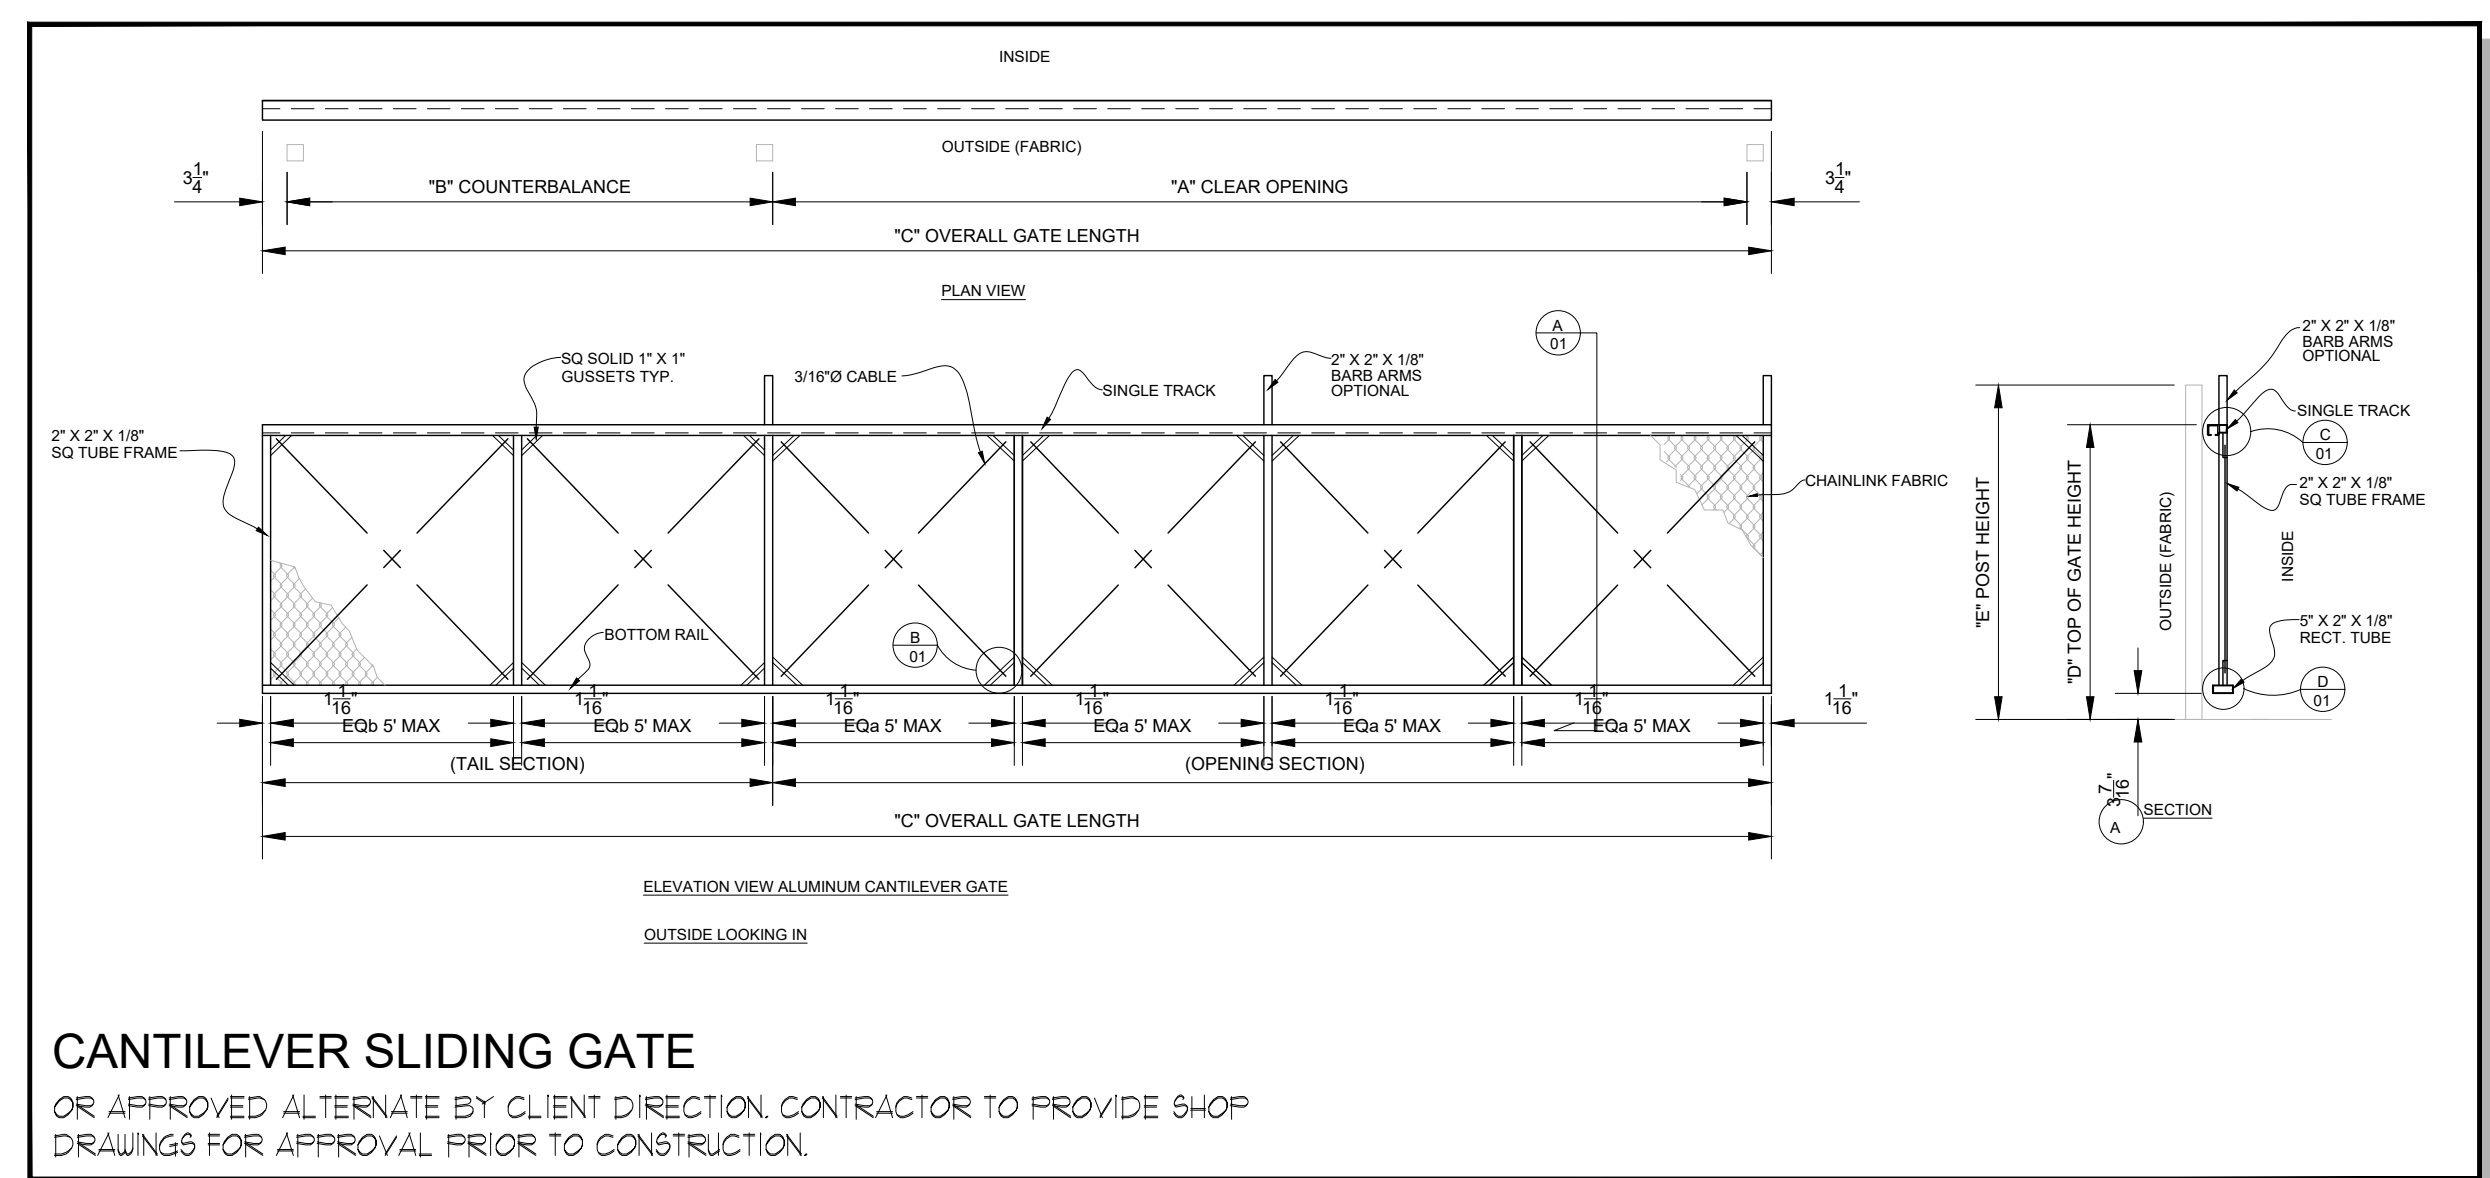 INSIDE
OUTSIDE (FABRIC)
3 1/4"
"B" COUNTERBALANCE
"A" CLEAR OPENING
3 1/4"
"C" OVERALL GATE LENGTH
PLAN VIEW
A
01
SQ SOLID 1" X 1"
GUSSETS TYP.
3/16"Ø CABLE
SINGLE TRACK
2" X 2" X 1/8"
BARB ARMS
OPTIONAL
2" X 2" X 1/8"
SQ TUBE FRAME
CHAINLINK FABRIC
BOTTOM RAIL
B
01
1 1/16"
1 1/16"
1 1/16"
1 1/16"
1 1/16"
1 1/16"
1 1/16"
EQb 5' MAX
EQb 5' MAX
EQa 5' MAX
EQa 5' MAX
EQa 5' MAX
EQa 5' MAX
(TAIL SECTION)
(OPENING SECTION)
"C" OVERALL GATE LENGTH
ELEVATION VIEW ALUMINUM CANTILEVER GATE
OUTSIDE LOOKING IN
2" X 2" X 1/8"
BARB ARMS
OPTIONAL
SINGLE TRACK
C
01
2" X 2" X 1/8"
SQ TUBE FRAME
"E" POST HEIGHT
"D" TOP OF GATE HEIGHT
OUTSIDE (FABRIC)
INSIDE
5" X 2" X 1/8"
RECT. TUBE
D
01
3 7/16"
A
SECTION
CANTILEVER SLIDING GATE
OR APPROVED ALTERNATE BY CLIENT DIRECTION. CONTRACTOR TO PROVIDE SHOP
DRAWINGS FOR APPROVAL PRIOR TO CONSTRUCTION.